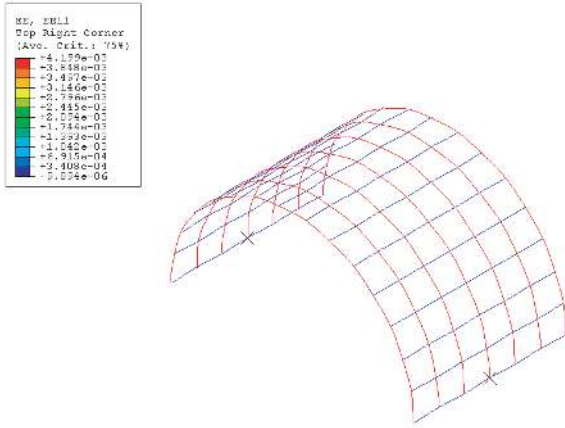 EE, EE11
Top Right Corner
(Ave. Crit.: 75%)
+4.199e-03
+3.848e-03
+3.497e-03
+3.146e-03
+2.796e-03
+2.445e-03
+2.094e-03
+1.744e-03
+1.393e-03
+1.042e-03
+6.915e-04
+3.408e-04
-9.894e-06